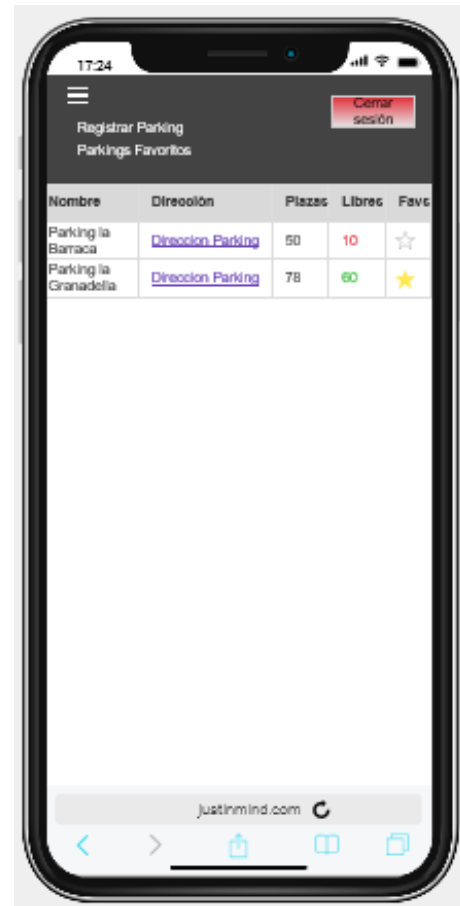 17:24
Cerrar
sesión
Registrar Parking
Parkings Favoritos
Nombre Dirección Plazas Libres Favs
Parking la
Barraca Direccion Parking 50 10
Parking la
Granadella Direccion Parking 78 60
justinmind.com